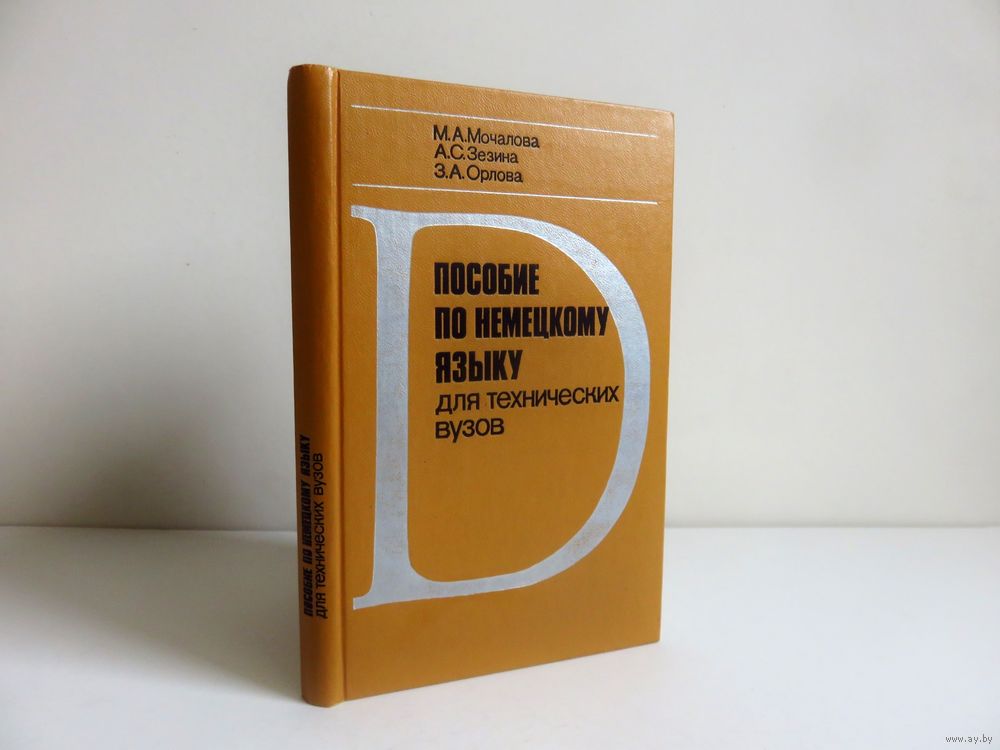 М.А.Мочалова
А.С.Зезина
З.А.Орлова
D
ПОСОБИЕ
ПО НЕМЕЦКОМУ
ЯЗЫКУ
для технических
вузов
ПОСОБИЕ ПО НЕМЕЦКОМУ ЯЗЫКУ
для технических вузов
www.ay.by